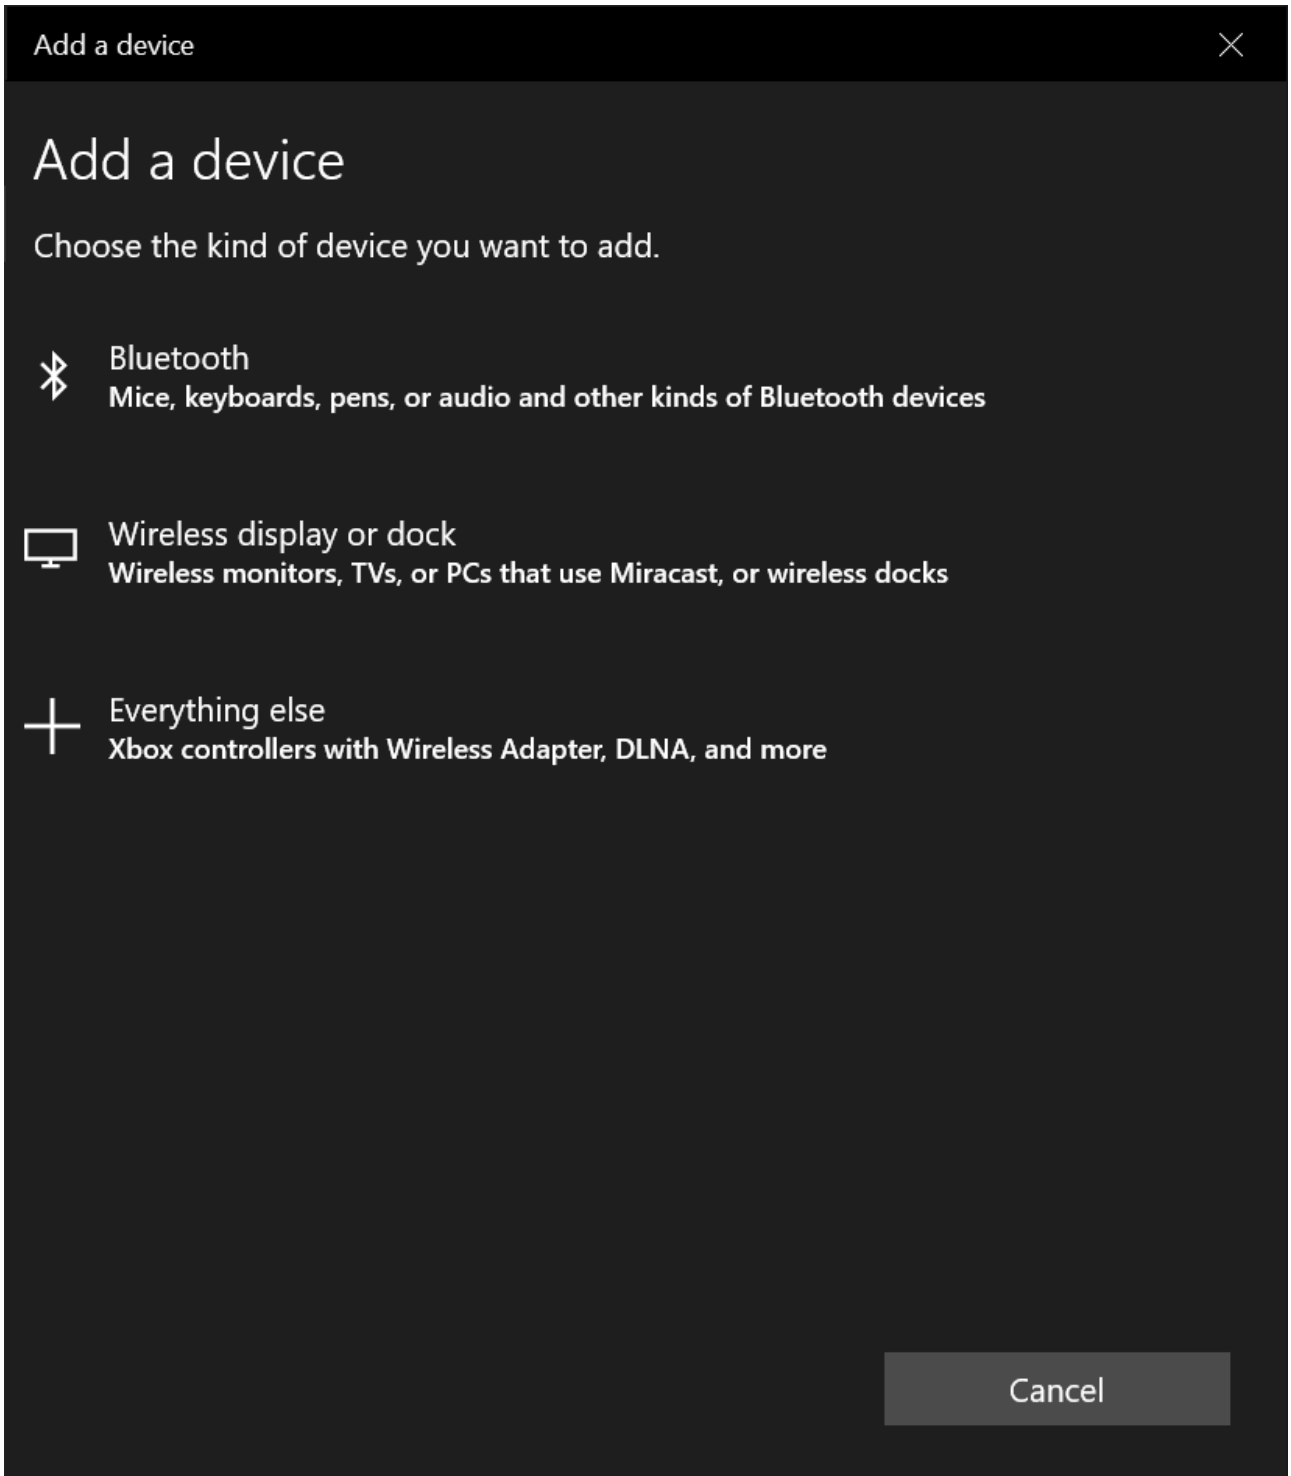 Add a device
Add a device
Choose the kind of device you want to add.
Bluetooth
Mice, keyboards, pens, or audio and other kinds of Bluetooth devices
Wireless display or dock
Wireless monitors, TVs, or PCs that use Miracast, or wireless docks
Everything else
Xbox controllers with Wireless Adapter, DLNA, and more
Cancel